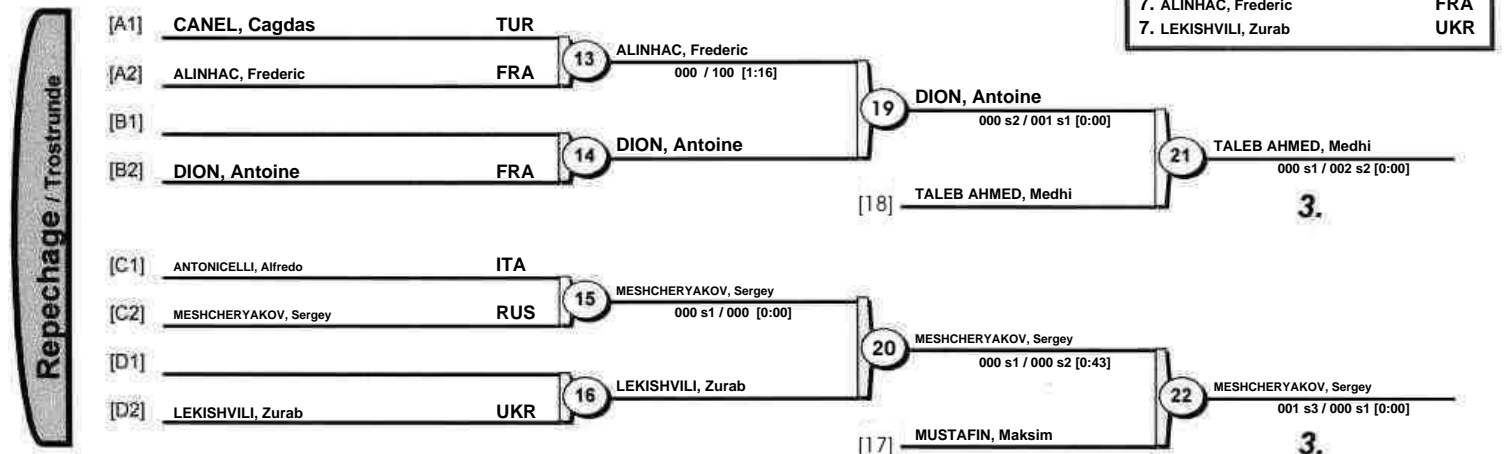 7. ALINHAC, Frederic FRA
7. LEKISHVILI, Zurab UKR
Repechage / Trostrunde
[A1] CANEL, Cagdas TUR
13 ALINHAC, Frederic
000 / 100 [1:16]
[A2] ALINHAC, Frederic FRA
19 DION, Antoine
000 s2 / 001 s1 [0:00]
[B1]
14 DION, Antoine
[B2] DION, Antoine FRA
21 TALEB AHMED, Medhi
000 s1 / 002 s2 [0:00]
[18] TALEB AHMED, Medhi
3.
[C1] ANTONICELLI, Alfredo ITA
15 MESHCHERYAKOV, Sergey
000 s1 / 000 [0:00]
[C2] MESHCHERYAKOV, Sergey RUS
20 MESHCHERYAKOV, Sergey
000 s1 / 000 s2 [0:43]
[D1]
16 LEKISHVILI, Zurab
[D2] LEKISHVILI, Zurab UKR
22 MESHCHERYAKOV, Sergey
001 s3 / 000 s1 [0:00]
[17] MUSTAFIN, Maksim
3.